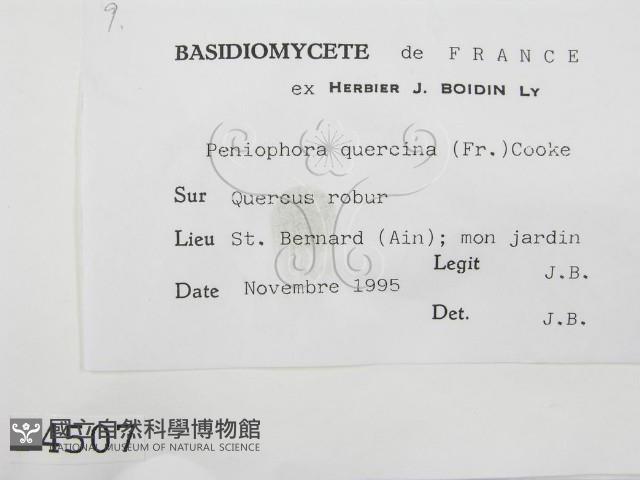 9.
BASIDIOMYCETE de FRANCE
ex HERBIER J. BOIDIN LY
Peniophora quercina (Fr.)Cooke
Sur Quercus robur
Lieu St. Bernard (Ain); mon jardin
Legit J.B.
Date Novembre 1995
Det. J.B.
4507
國立自然科學博物館
NATIONAL MUSEUM OF NATURAL SCIENCE